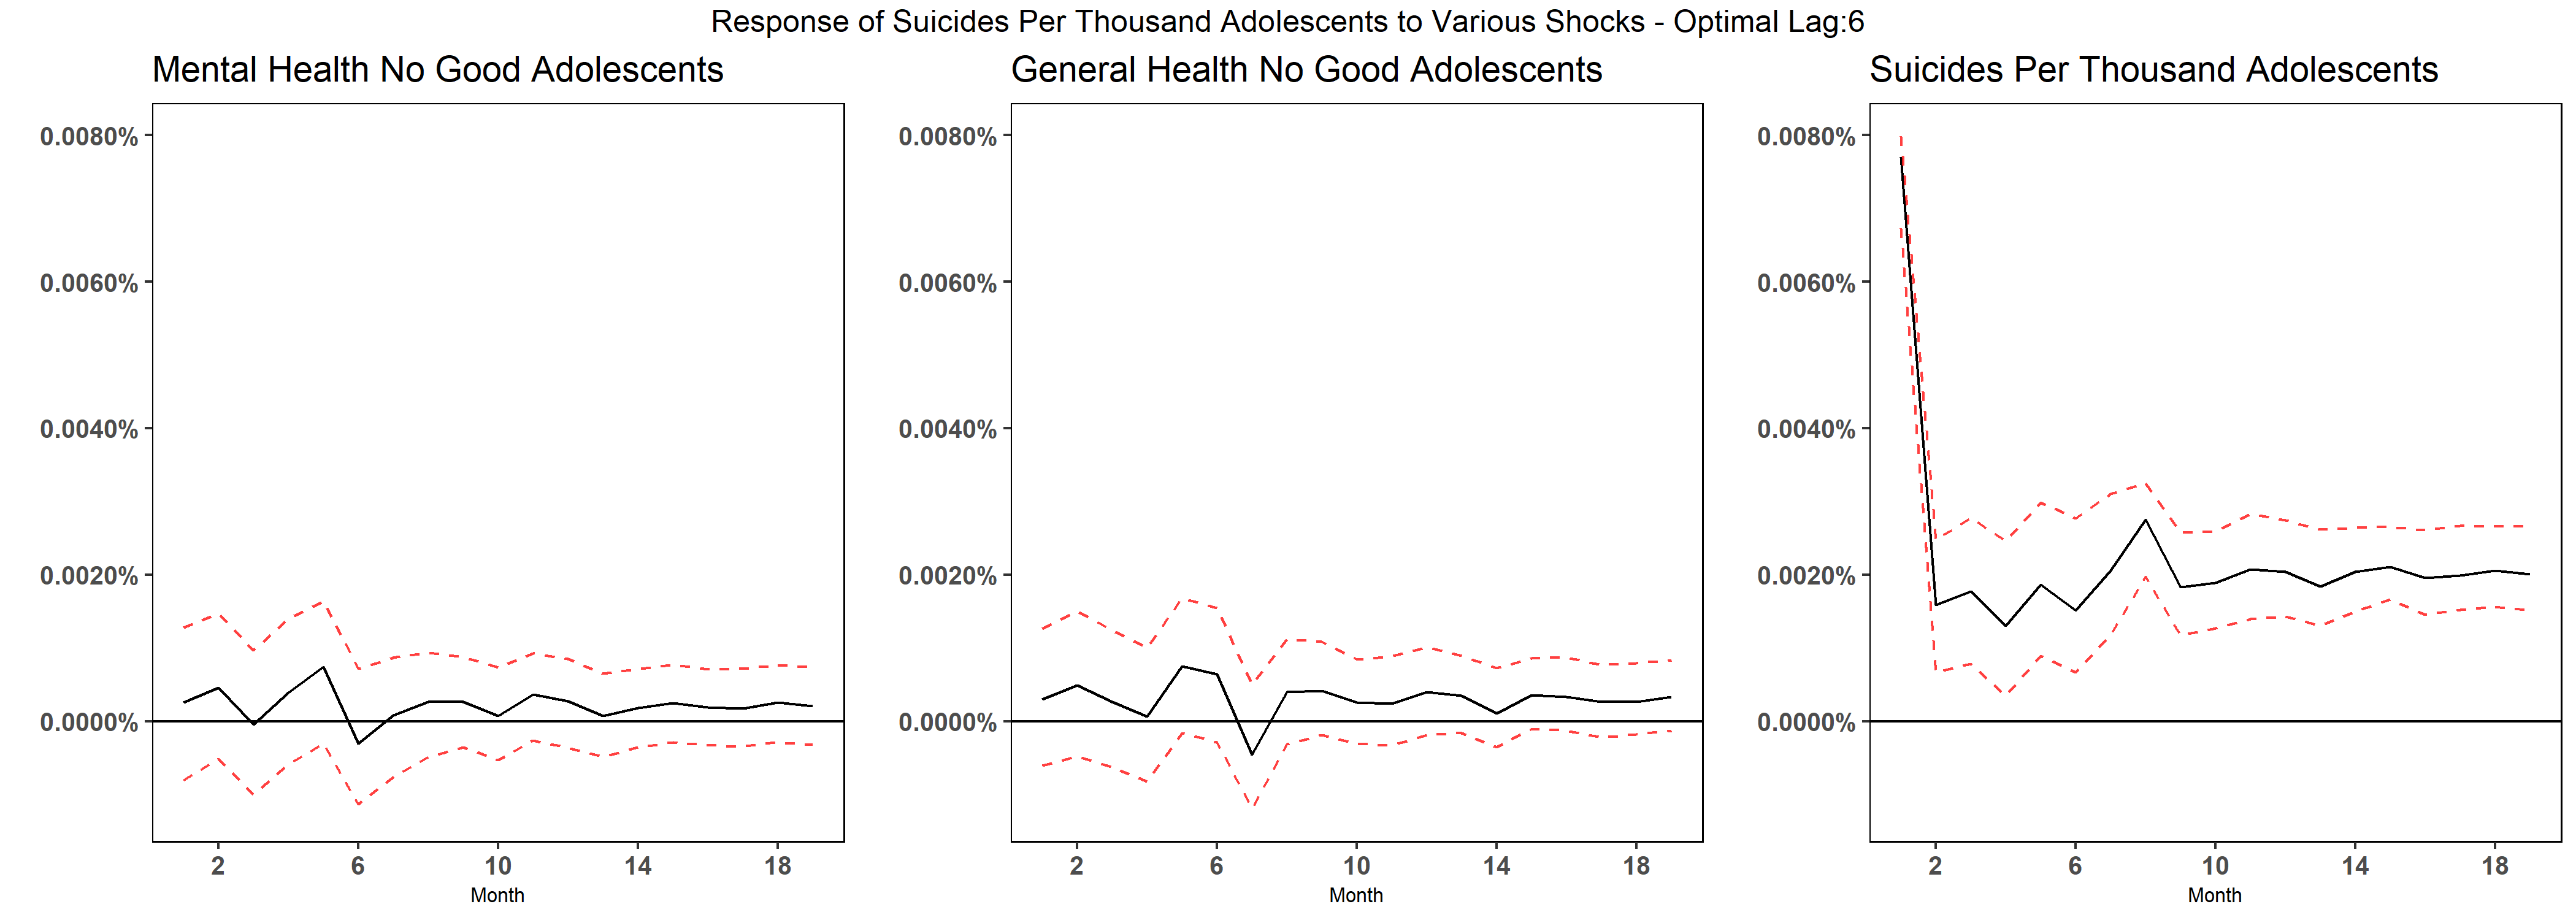 Response of Suicides Per Thousand Adolescents to Various Shocks - Optimal Lag:6
Mental Health No Good Adolescents
0.0080%
0.0060%
0.0040%
0.0020%
0.0000%
2 6 10 14 18
Month
General Health No Good Adolescents
0.0080%
0.0060%
0.0040%
0.0020%
0.0000%
2 6 10 14 18
Month
Suicides Per Thousand Adolescents
0.0080%
0.0060%
0.0040%
0.0020%
0.0000%
2 6 10 14 18
Month